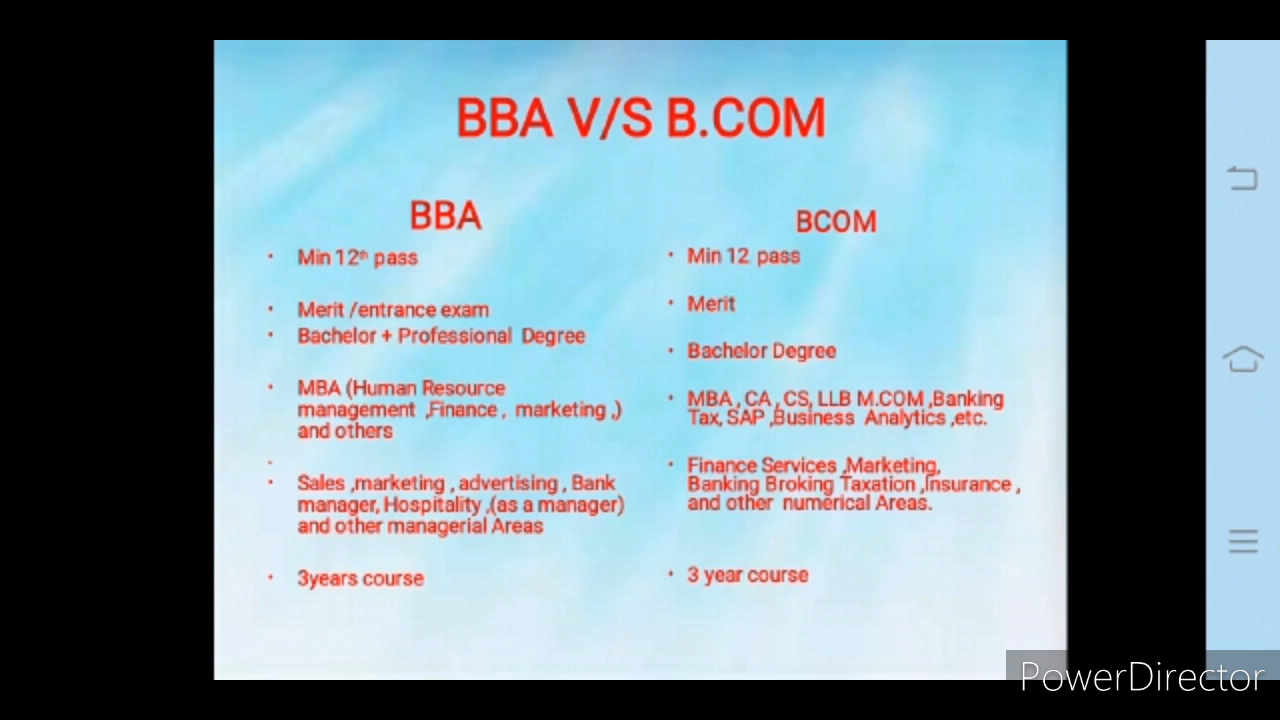 BBA V/S B.COM
BBA
• Min 12th pass
• Merit /entrance exam
• Bachelor + Professional Degree
• MBA (Human Resource
management ,Finance , marketing ,)
and others
•
• Sales ,marketing , advertising , Bank
manager, Hospitality ,(as a manager)
and other managerial Areas
• 3years course
BCOM
• Min 12 pass
• Merit
• Bachelor Degree
• MBA , CA , CS, LLB M.COM ,Banking
Tax, SAP ,Business Analytics ,etc.
• Finance Services ,Marketing,
Banking Broking Taxation ,Insurance ,
and other numerical Areas.
• 3 year course
PowerDirector